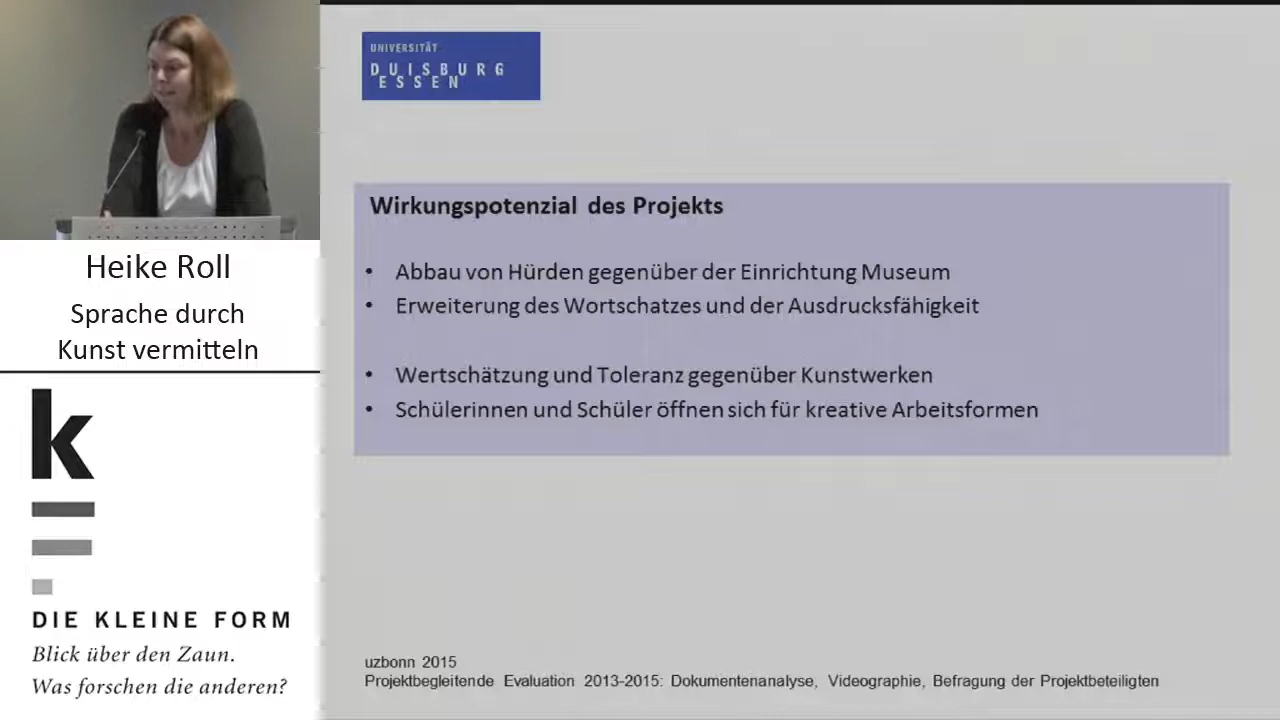 UNIVERSITÄT
DUISBURG
ESSEN
Wirkungspotenzial des Projekts
• Abbau von Hürden gegenüber der Einrichtung Museum
• Erweiterung des Wortschatzes und der Ausdrucksfähigkeit
• Wertschätzung und Toleranz gegenüber Kunstwerken
• Schülerinnen und Schüler öffnen sich für kreative Arbeitsformen
uzbonn 2015
Projektbegleitende Evaluation 2013-2015: Dokumentenanalyse, Videographie, Befragung der Projektbeteiligten
Heike Roll
Sprache durch
Kunst vermitteln
k
DIE KLEINE FORM
Blick über den Zaun.
Was forschen die anderen?